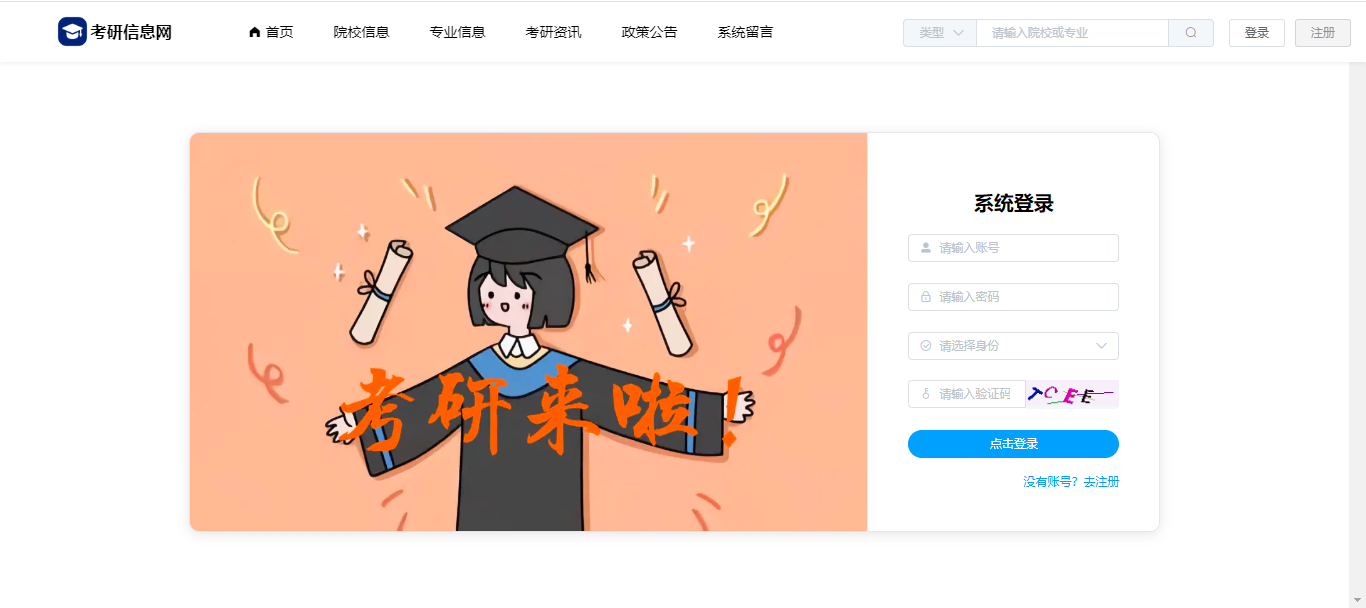 考研信息网
首页 院校信息 专业信息 考研资讯 政策公告 系统留言
类型 请输入院校或专业 登录 注册
考研来啦！
系统登录
请输入账号
请输入密码
请选择身份
请输入验证码 TCEE
点击登录
没有账号？去注册